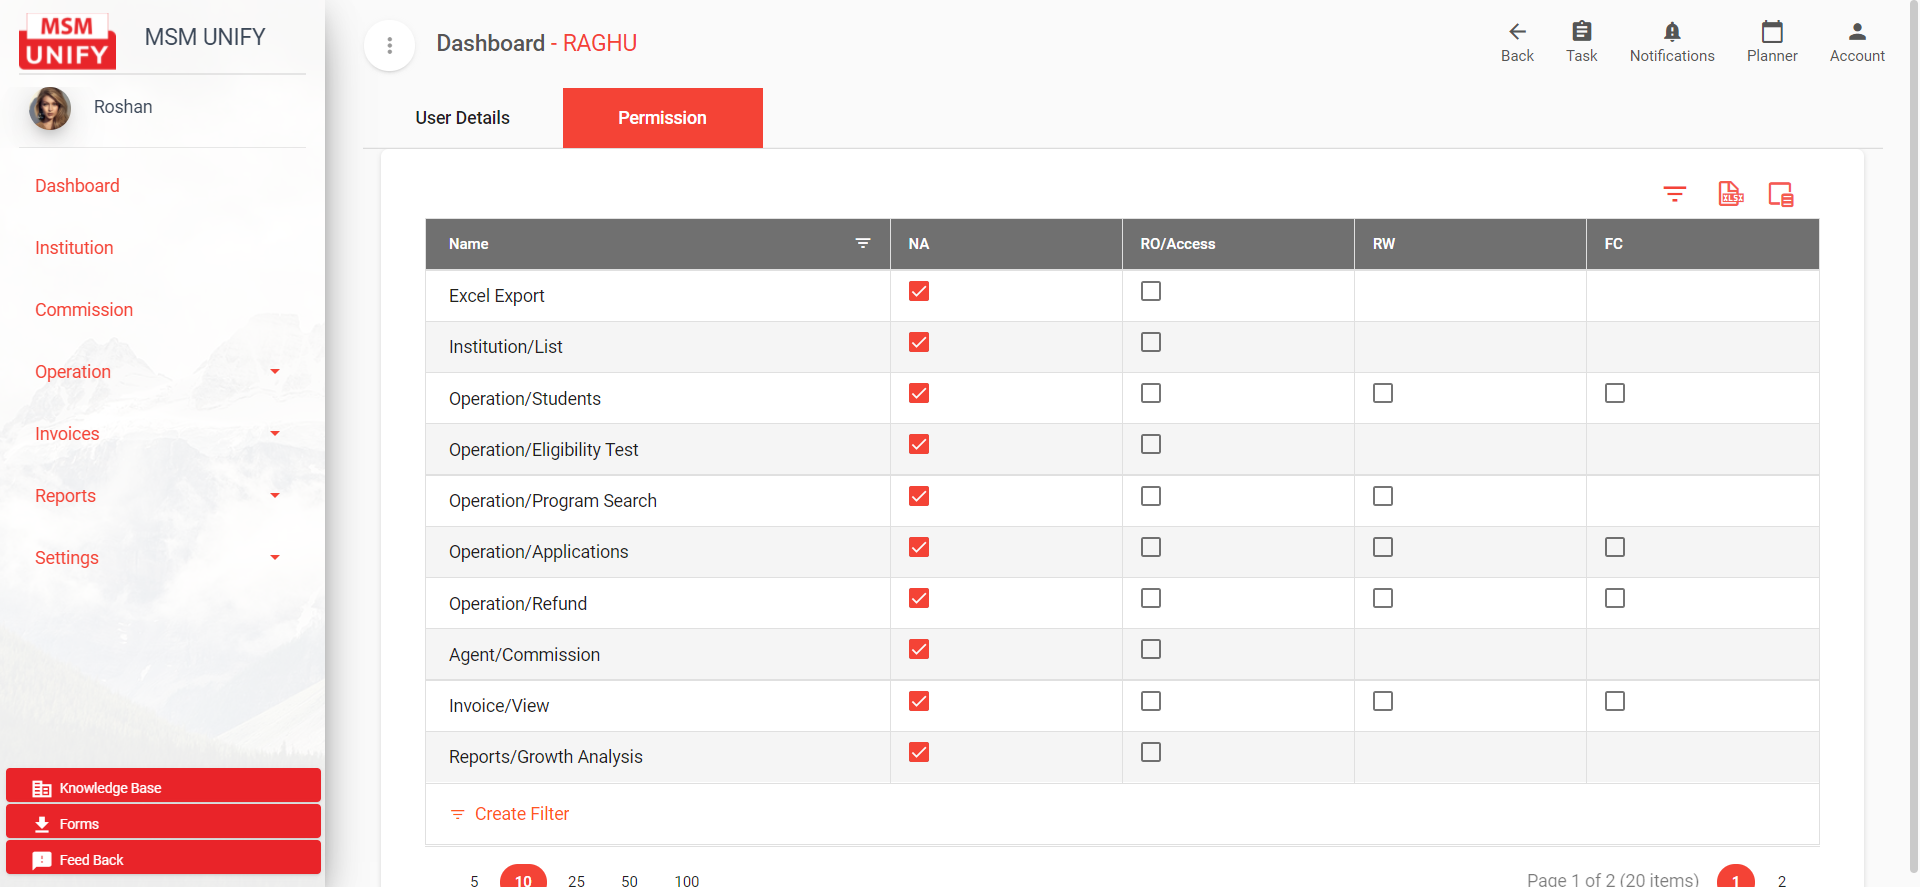 MSM
UNIFY
MSM UNIFY
Roshan
Dashboard
Institution
Commission
Operation
Invoices
Reports
Settings
Knowledge Base
Forms
Feed Back
Dashboard - RAGHU
Back
Task
Notifications
Planner
Account
User Details
Permission
XLSX
Name NA RO/Access RW FC
Excel Export
Institution/List
Operation/Students
Operation/Eligibility Test
Operation/Program Search
Operation/Applications
Operation/Refund
Agent/Commission
Invoice/View
Reports/Growth Analysis
Create Filter
5 10 25 50 100
Page 1 of 2 (20 items) 1 2